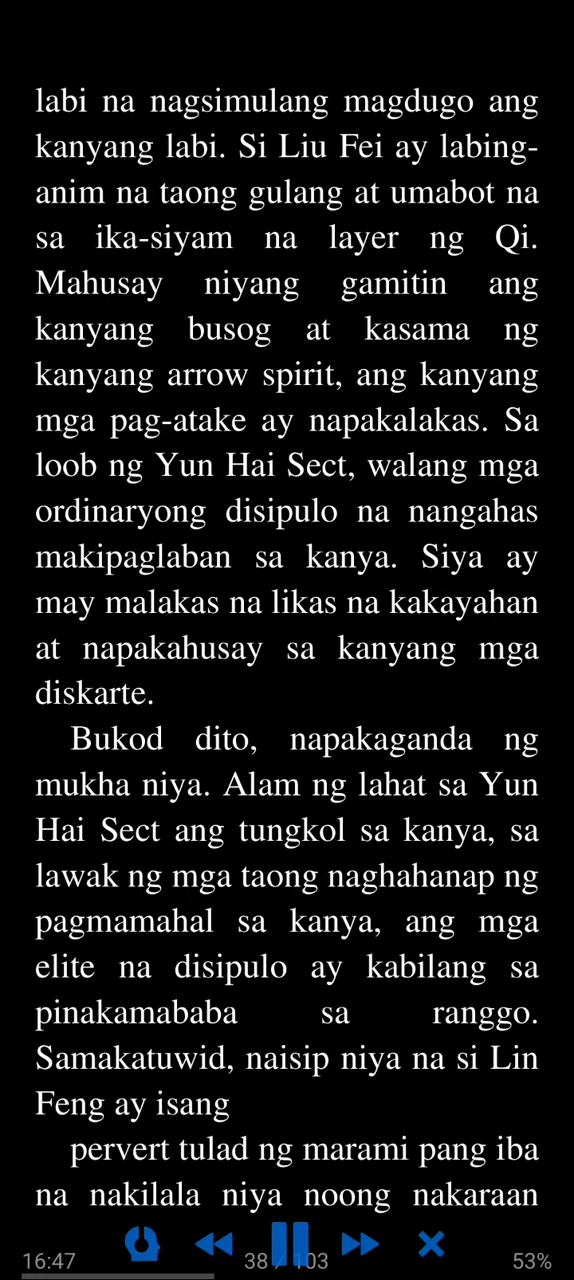 labi na nagsimulang magdugo ang
kanyang labi. Si Liu Fei ay labing-
anim na taong gulang at umabot na
sa ika-siyam na layer ng Qi.
Mahusay niyang gamitin ang
kanyang busog at kasama ng
kanyang arrow spirit, ang kanyang
mga pag-atake ay napakalakas. Sa
loob ng Yun Hai Sect, walang mga
ordinaryong disipulo na nangahas
makipaglaban sa kanya. Siya ay
may malakas na likas na kakayahan
at napakahusay sa kanyang mga
diskarte.
Bukod dito, napakaganda ng
mukha niya. Alam ng lahat sa Yun
Hai Sect ang tungkol sa kanya, sa
lawak ng mga taong naghahanap ng
pagmamahal sa kanya, ang mga
elite na disipulo ay kabilang sa
pinakamababa sa ranggo.
Samakatuwid, naisip niya na si Lin
Feng ay isang
pervert tulad ng marami pang iba
na nakilala niya noong nakaraan
16:47 38 / 103 53%